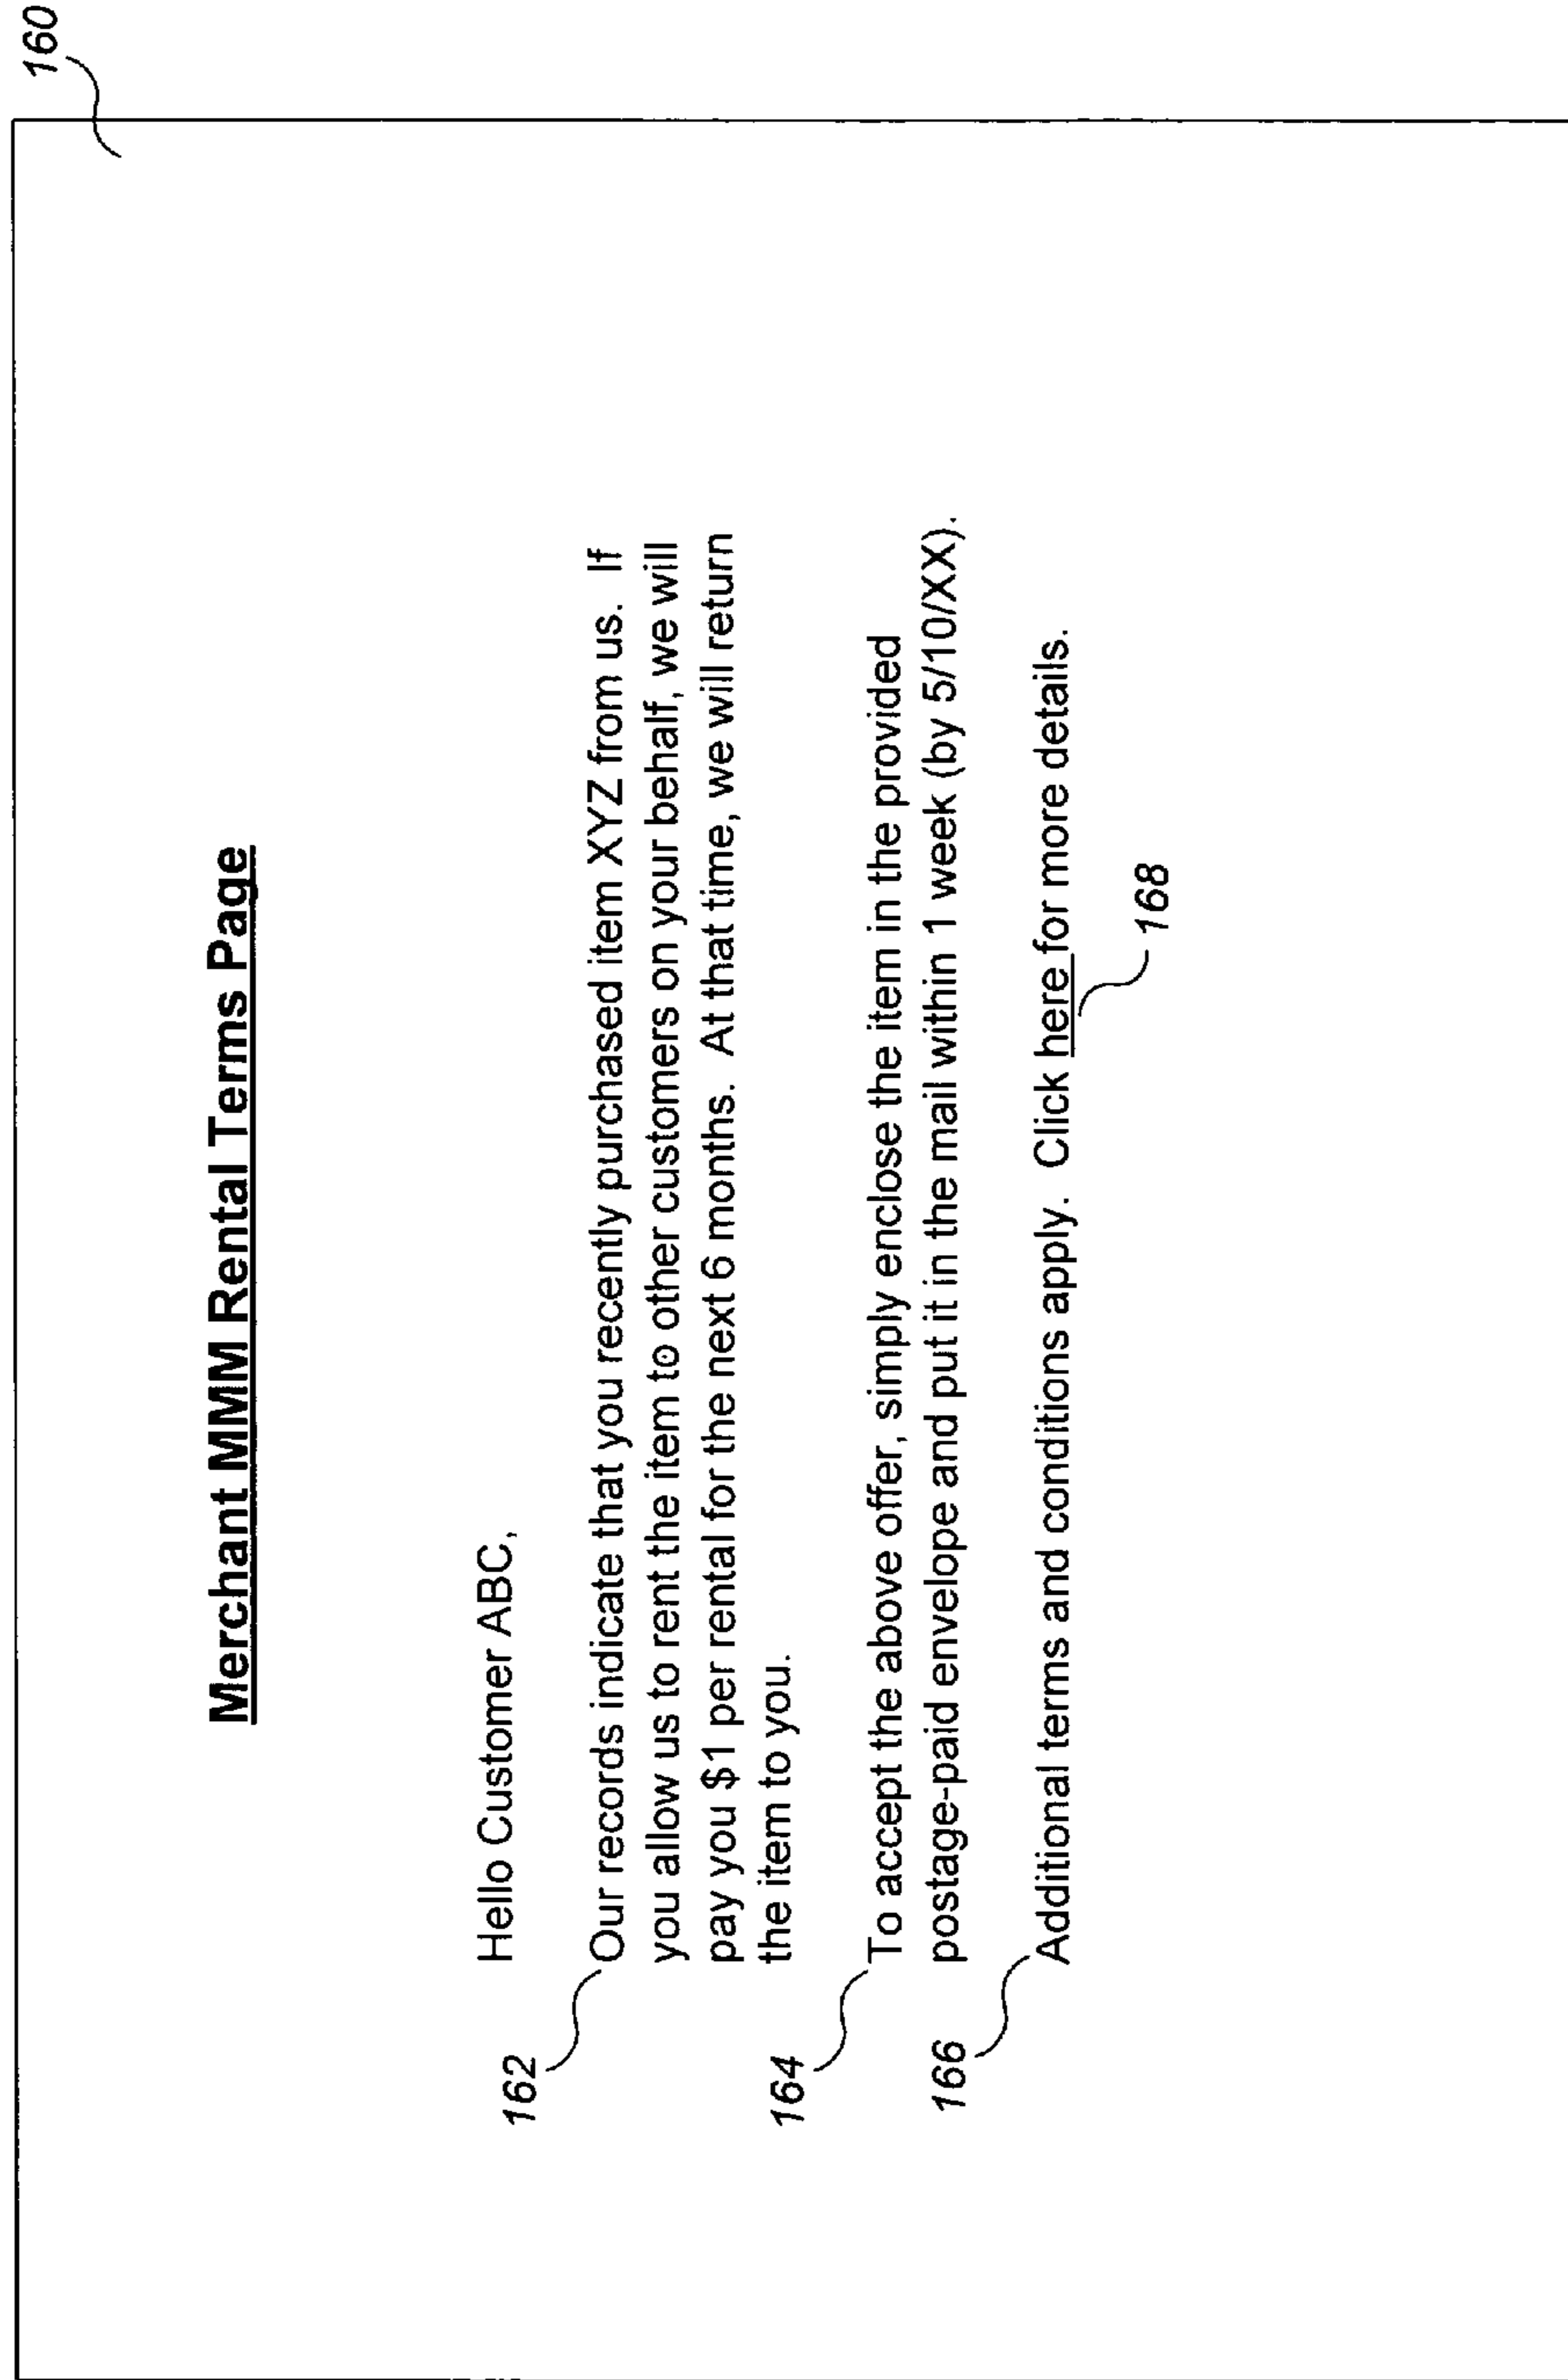 160
Merchant MMM Rental Terms Page
Hello Customer ABC,
162
Our records indicate that you recently purchased item XYZ from us. If
you allow us to rent the item to other customers on your behalf, we will
pay you $1 per rental for the next 6 months. At that time, we will return
the item to you.
164
To accept the above offer, simply enclose the item in the provided
postage-paid envelope and put it in the mail within 1 week (by 5/10/XX).
166
Additional terms and conditions apply. Click here for more details.
168